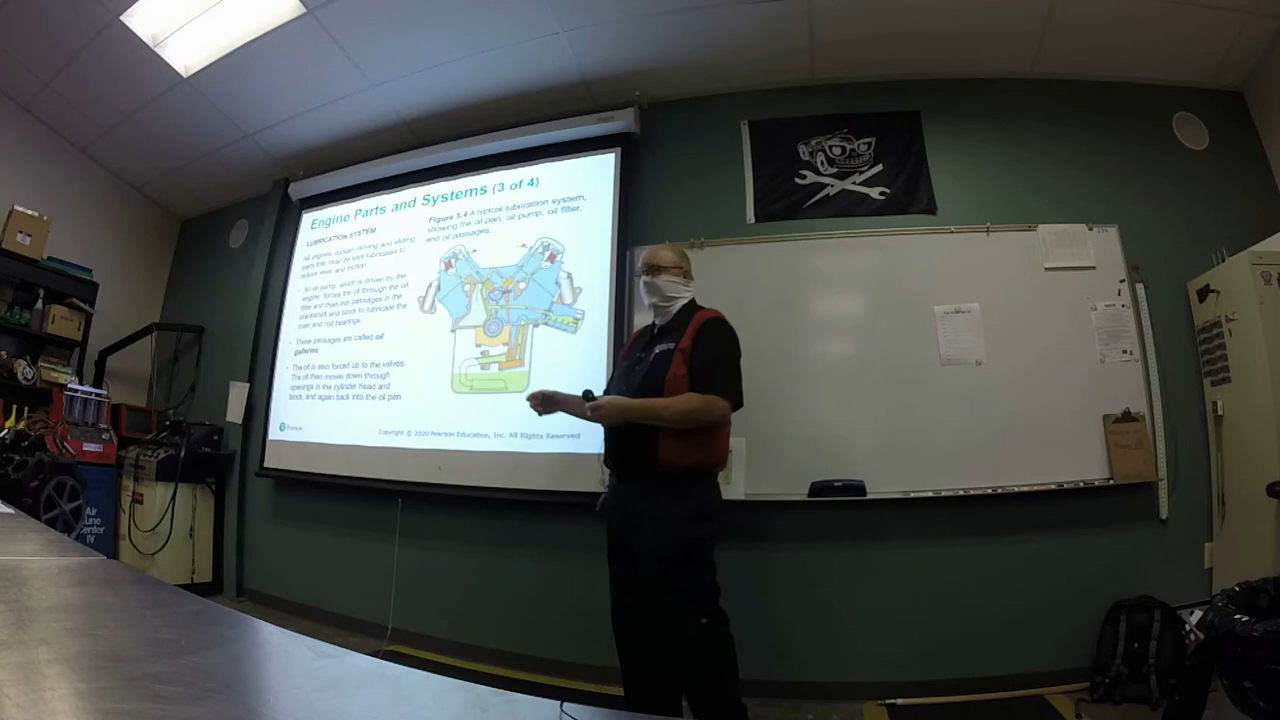 Engine Parts and Systems (3 of 4)
LUBRICATION SYSTEM
All engines contain moving and sliding
parts that must be kept lubricated to
reduce wear and friction.
• An oil pump, which is driven by the
engine, forces the oil through the oil
filter and then into passages in the
crankshaft and block to lubricate the
main and rod bearings.
• These passages are called oil
galleries.
• The oil is also forced up to the valves.
The oil then moves down through
openings in the cylinder head and
block, and again back into the oil pan
Figure 5.4 A typical lubrication system,
showing the oil pan, oil pump, oil filter,
and oil passages.
Pearson
Copyright © 2020 Pearson Education, Inc. All Rights Reserved
Air
Line
Center
IV